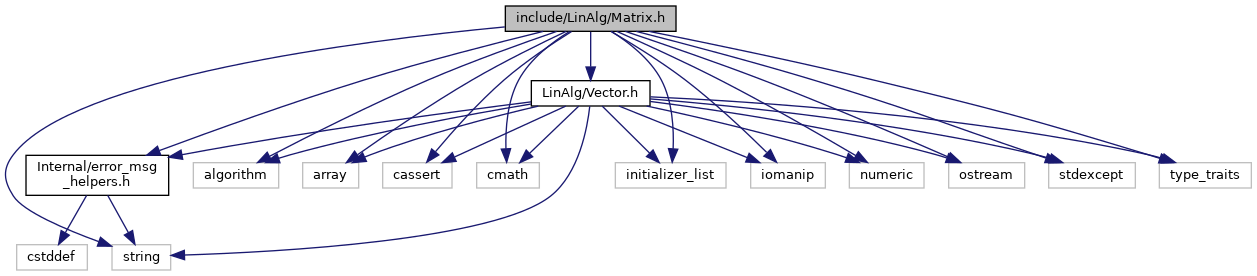 include/LinAlg/Matrix.h
LinAlg/Vector.h
Internal/error_msg
_helpers.h
algorithm
array
cassert
cmath
initializer_list
iomanip
numeric
ostream
stdexcept
type_traits
cstddef
string